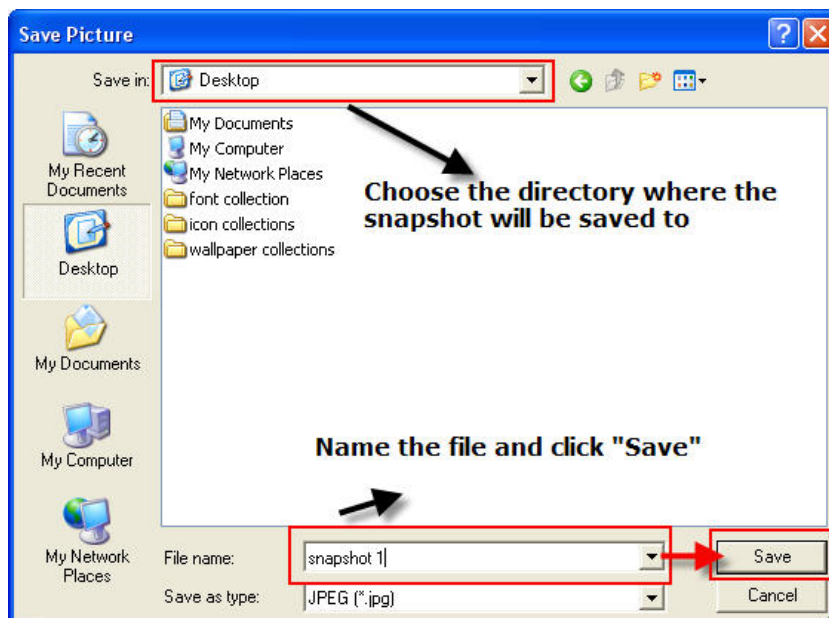 Save Picture
Save in:
Desktop
My Documents
My Computer
My Network Places
font collection
icon collections
wallpaper collections
Choose the directory where the
snapshot will be saved to
My Recent
Documents
Desktop
My Documents
My Computer
My Network
Places
Name the file and click "Save"
File name:
snapshot 1
Save
Save as type:
JPEG (*.jpg)
Cancel